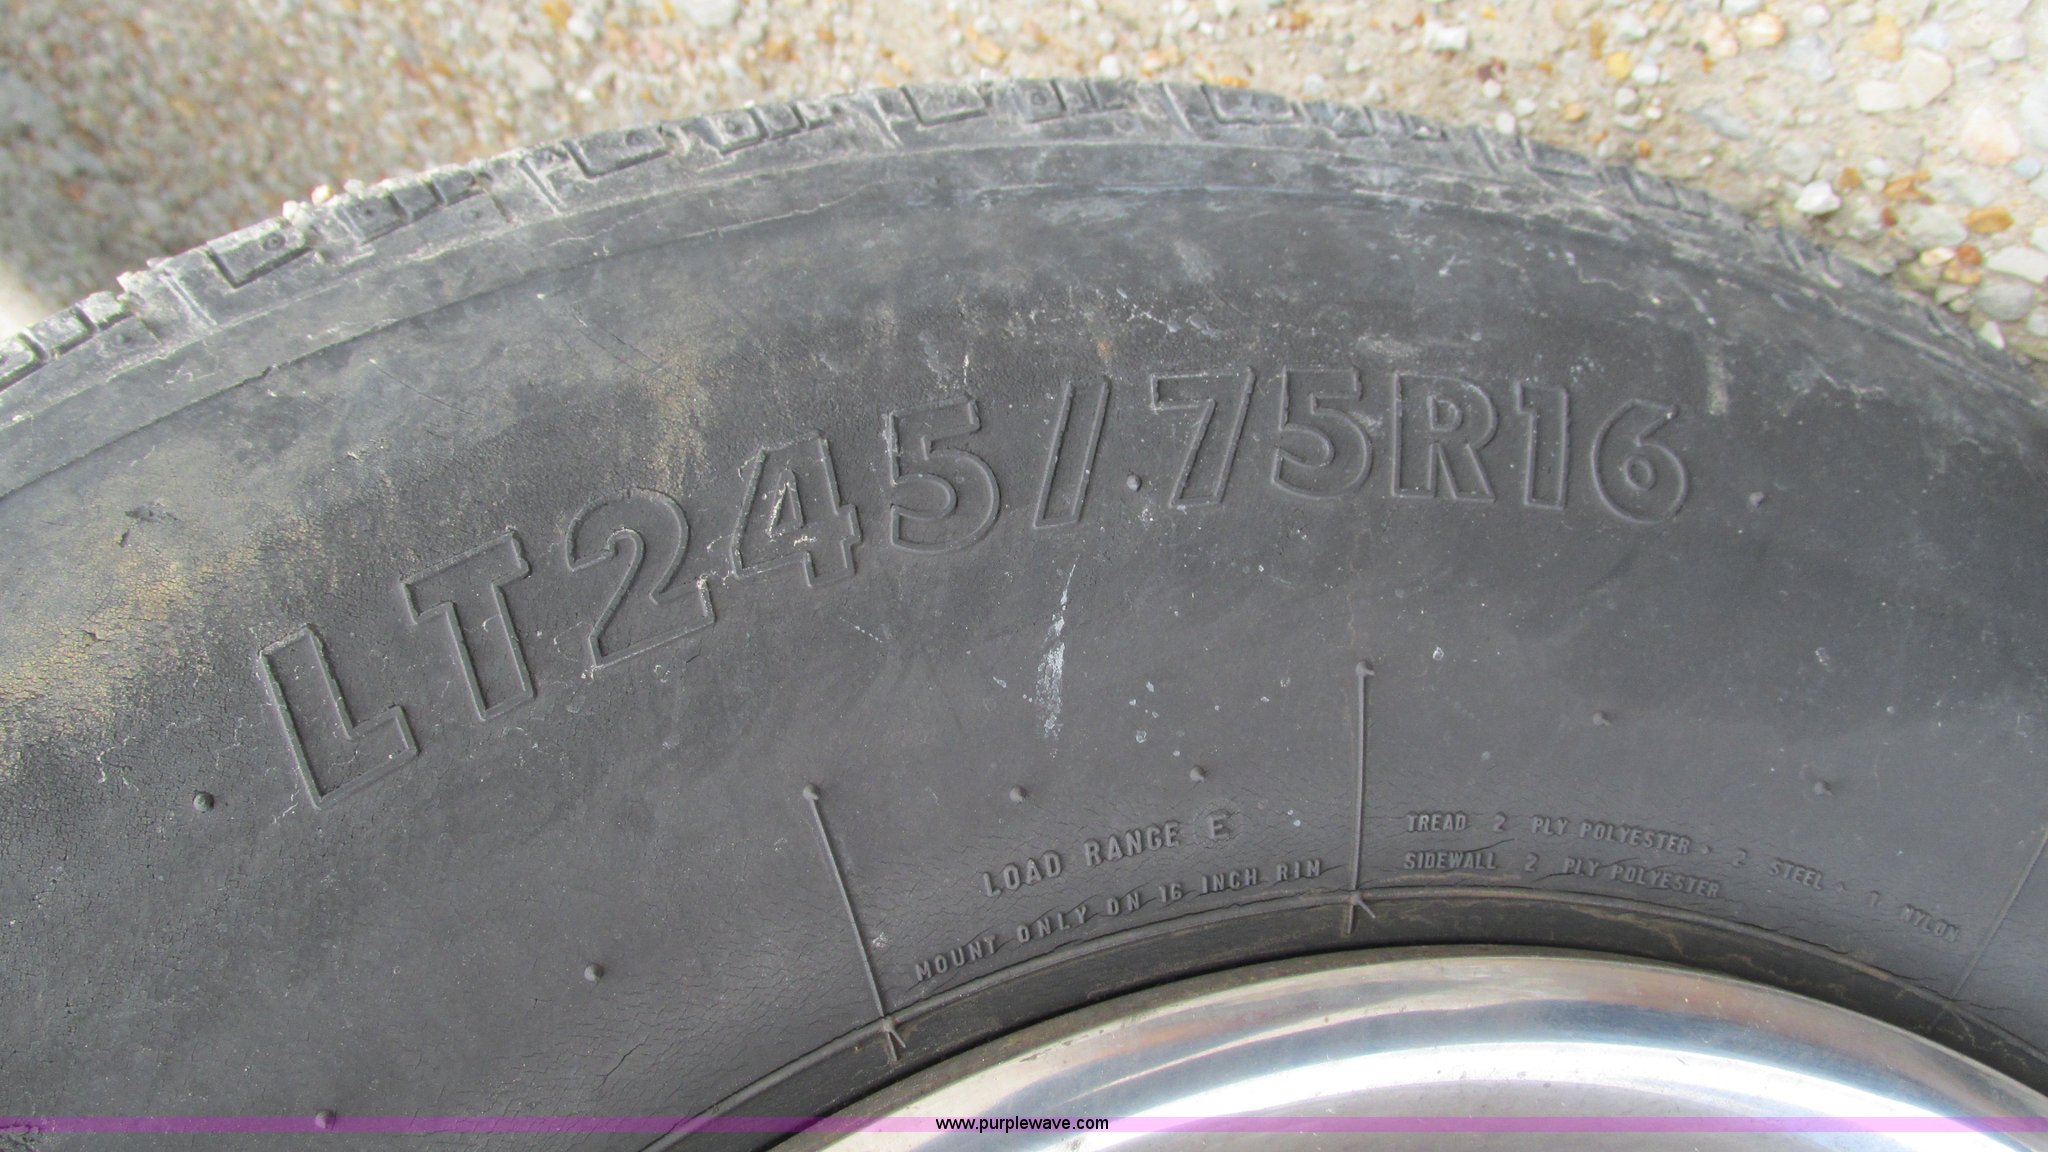 LT245/75R16
LOAD RANGE E
MOUNT ONLY ON 16 INCH RIM
TREAD 2 PLY POLYESTER + 2 STEEL + 1 NYLON
SIDEWALL 2 PLY POLYESTER
www.purplewave.com